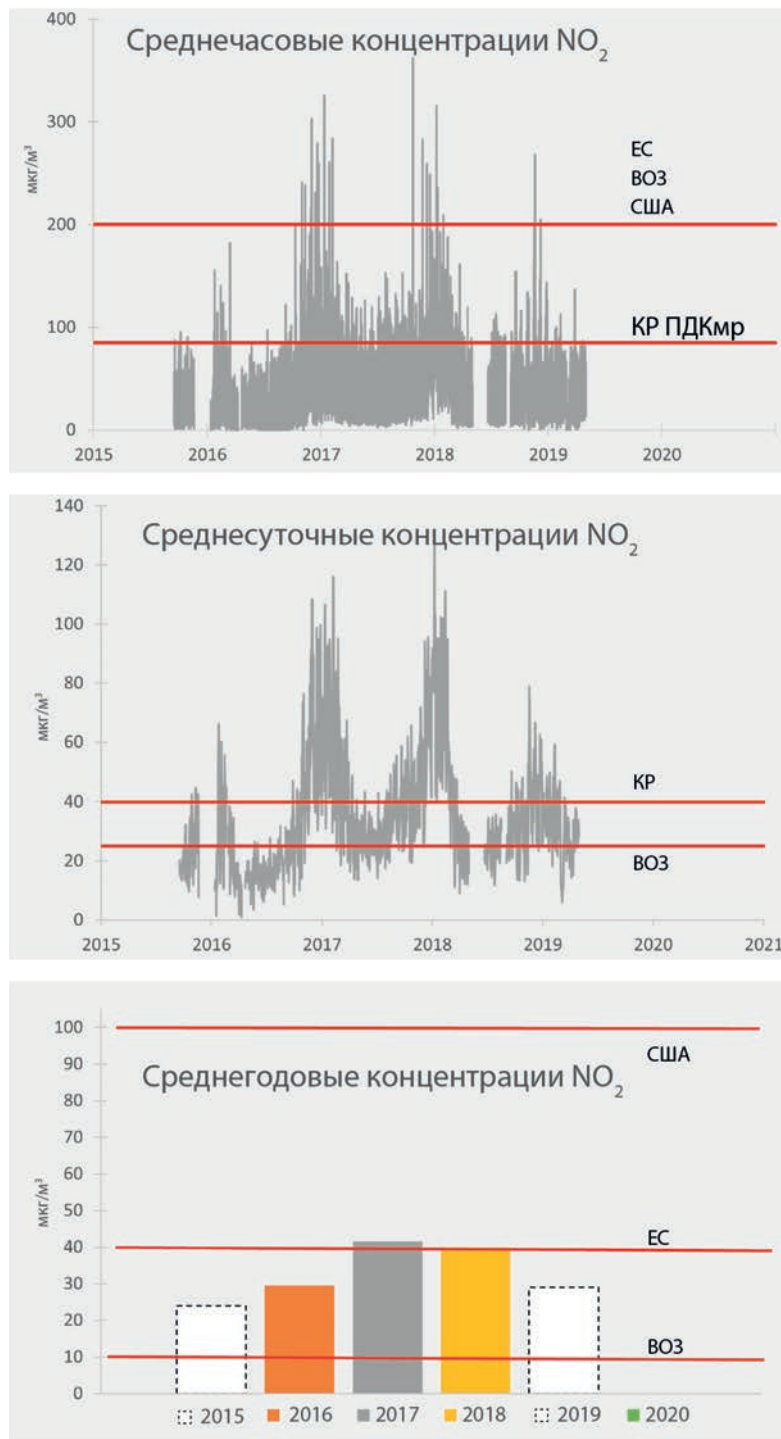 Среднечасовые концентрации NO₂
мкг/м³
400
300
200
100
0
ЕС
ВОЗ
США
КР ПДКмр
2015 2016 2017 2018 2019 2020
Среднесуточные концентрации NO₂
мкг/м³
140
120
100
80
60
40
20
0
КР
ВОЗ
2015 2016 2017 2018 2019 2020 2021
Среднегодовые концентрации NO₂
мкг/м³
100
90
80
70
60
50
40
30
20
10
0
США
ЕС
ВОЗ
2015 2016 2017 2018 2019 2020